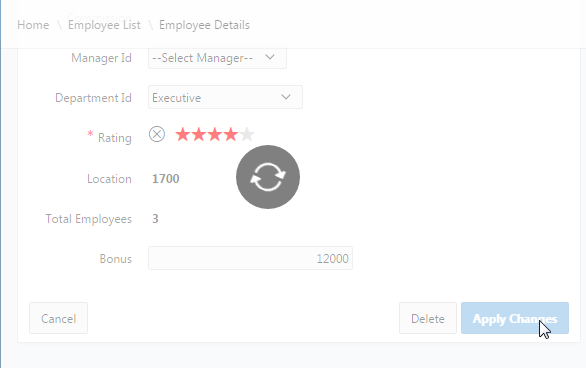 Home \ Employee List \ Employee Details
Manager Id --Select Manager--
Department Id Executive
* Rating
Location 1700
Total Employees 3
Bonus 12000
Cancel Delete Apply Changes